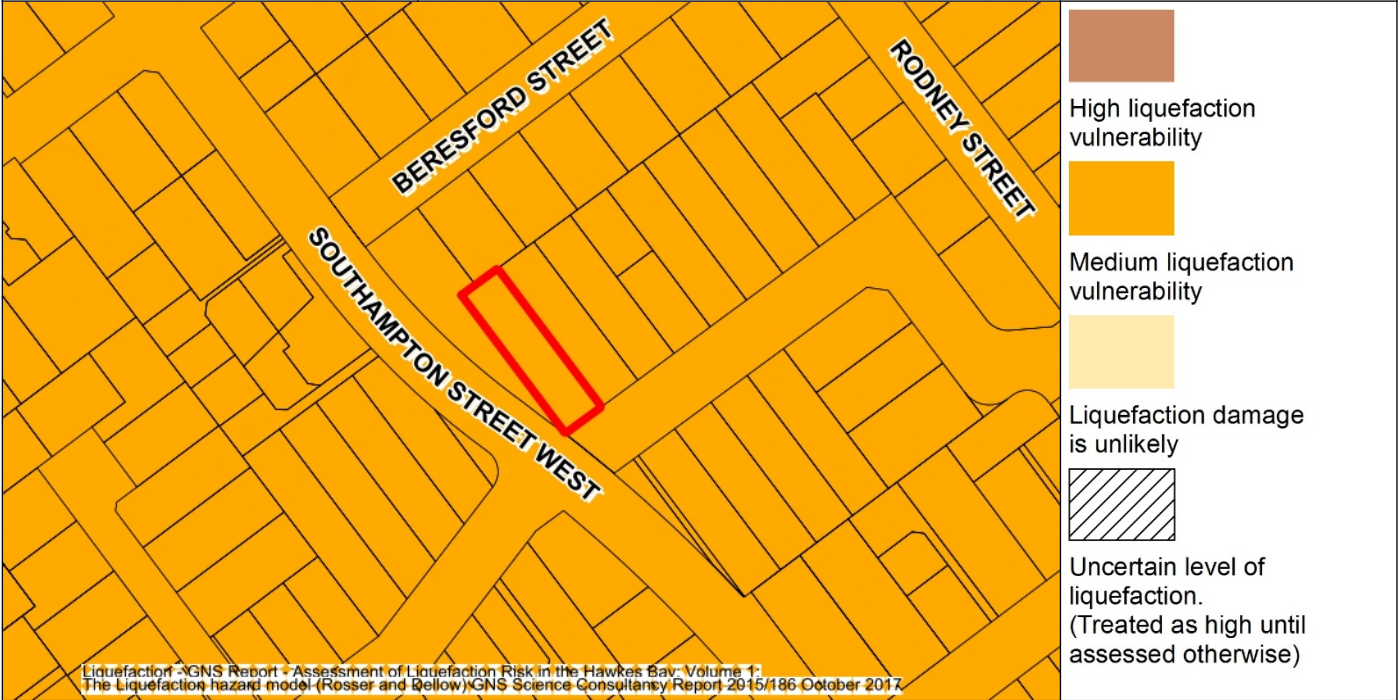 BERESFORD STREET
RODNEY STREET
SOUTHAMPTON STREET WEST
Liquefaction - GNS Report - Assessment of Liquefaction Risk in the Hawkes Bay: Volume 1:
The Liquefaction hazard model (Rosser and Dellow) GNS Science Consultancy Report 2015/186 October 2017
High liquefaction
vulnerability
Medium liquefaction
vulnerability
Liquefaction damage
is unlikely
Uncertain level of
liquefaction.
(Treated as high until
assessed otherwise)